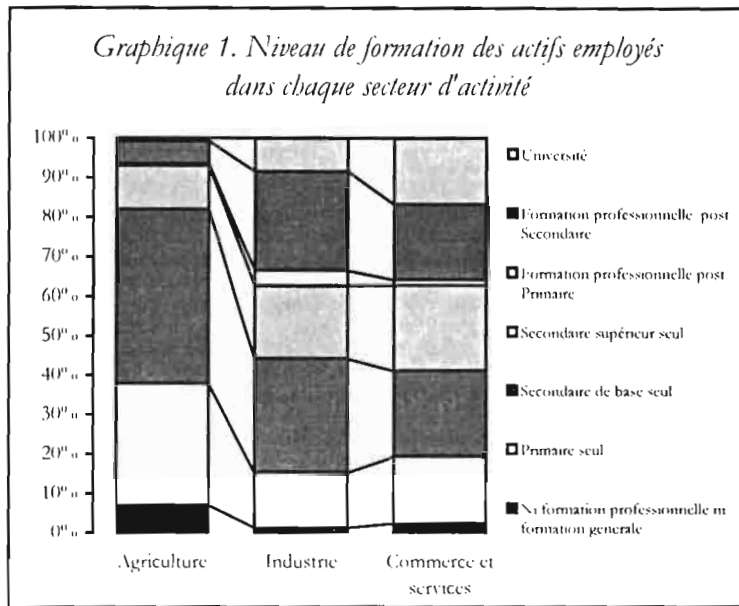 Graphique 1. Niveau de formation des actifs employés
dans chaque secteur d'activité
100%
90%
80%
70%
60%
50%
40%
30%
20%
10%
0%
Agriculture
Industrie
Commerce et
services
Université
Formation professionnelle post
Secondaire
Formation professionnelle post
Primaire
Secondaire supérieur seul
Secondaire de base seul
Primaire seul
Ni formation professionnelle ni
formation generale